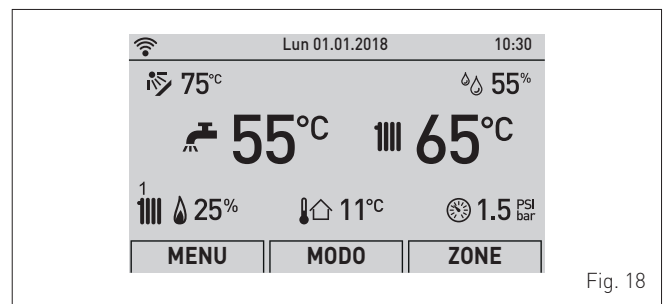 Lun 01.01.2018 10:30
75°C 55%
55°C 65°C
1
25% 11°C 1.5 PSI bar
MENU MODO ZONE
Fig. 18